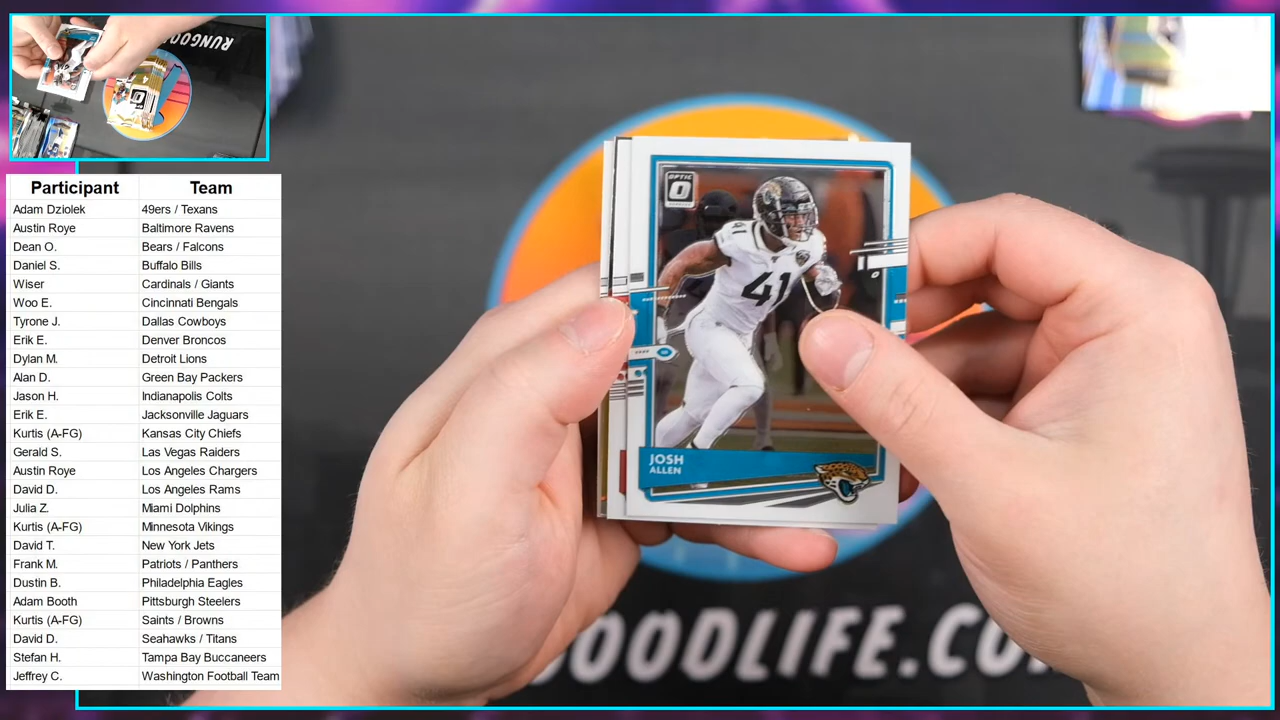 RUNGOODL
Participant Team
Adam Dziolek 49ers / Texans
Austin Roye Baltimore Ravens
Dean O. Bears / Falcons
Daniel S. Buffalo Bills
Wiser Cardinals / Giants
Woo E. Cincinnati Bengals
Tyrone J. Dallas Cowboys
Erik E. Denver Broncos
Dylan M. Detroit Lions
Alan D. Green Bay Packers
Jason H. Indianapolis Colts
Erik E. Jacksonville Jaguars
Kurtis (A-FG) Kansas City Chiefs
Gerald S. Las Vegas Raiders
Austin Roye Los Angeles Chargers
David D. Los Angeles Rams
Julia Z. Miami Dolphins
Kurtis (A-FG) Minnesota Vikings
David T. New York Jets
Frank M. Patriots / Panthers
Dustin B. Philadelphia Eagles
Adam Booth Pittsburgh Steelers
Kurtis (A-FG) Saints / Browns
David D. Seahawks / Titans
Stefan H. Tampa Bay Buccaneers
Jeffrey C. Washington Football Team
OPTIC
41
41
JOSH
ALLEN
GOODLIFE.CO